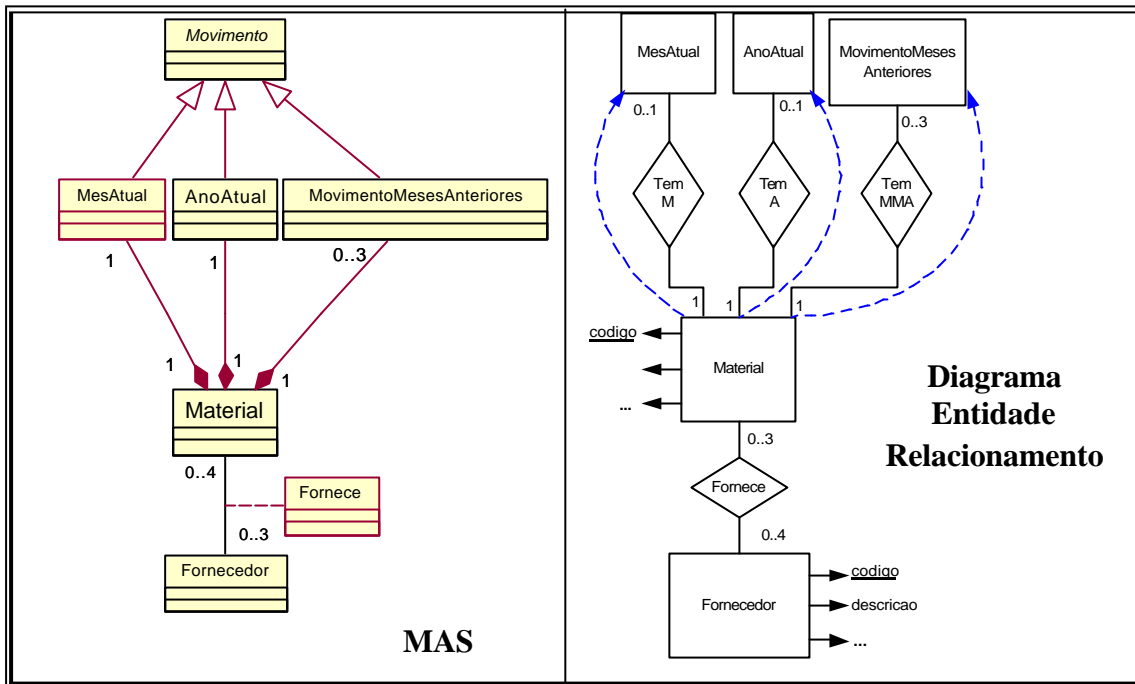 Movimento
MesAtual
AnoAtual
MovimentoMesesAnteriores
1
1
0..3
1
1
1
Material
0..4
Fornece
0..3
Fornecedor
MAS
MesAtual
AnoAtual
MovimentoMeses
Anteriores
0..1
0..1
0..3
Tem
M
Tem
A
Tem
MMA
1
1
1
codigo
Material
...
0..3
Fornece
0..4
Fornecedor
codigo
descricao
...
Diagrama
Entidade
Relacionamento